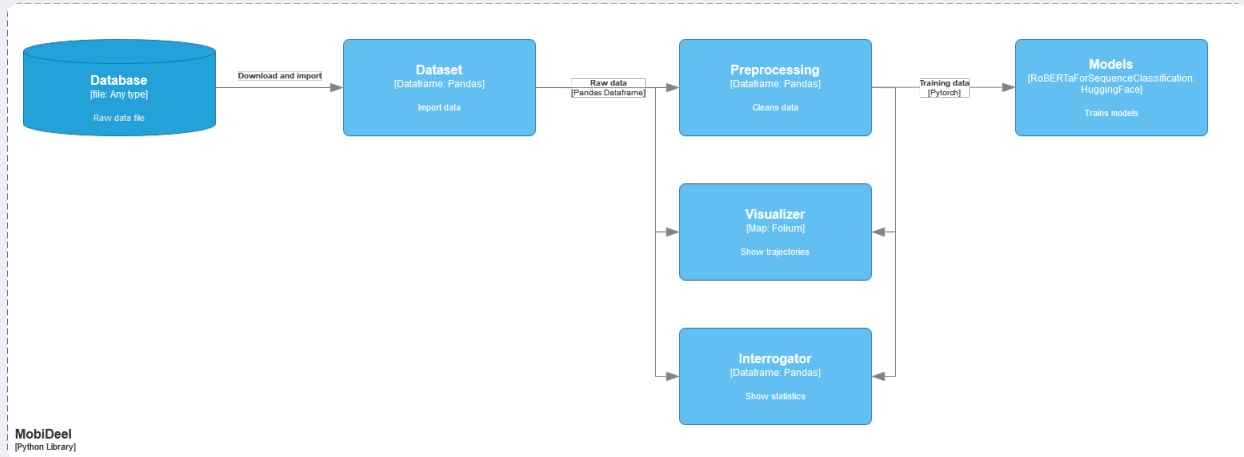 Database
[file: Any type]
Raw data file
Download and import
Dataset
[Dataframe: Pandas]
Import data
Raw data
[Pandas Dataframe]
Preprocessing
[Dataframe: Pandas]
Cleans data
Training data
[Pytorch]
Models
[RoBERTaForSequenceClassification:
HuggingFace]
Trains models
Visualizer
[Map: Folium]
Show trajectories
Interrogator
[Dataframe: Pandas]
Show statistics
MobiDeel
[Python Library]